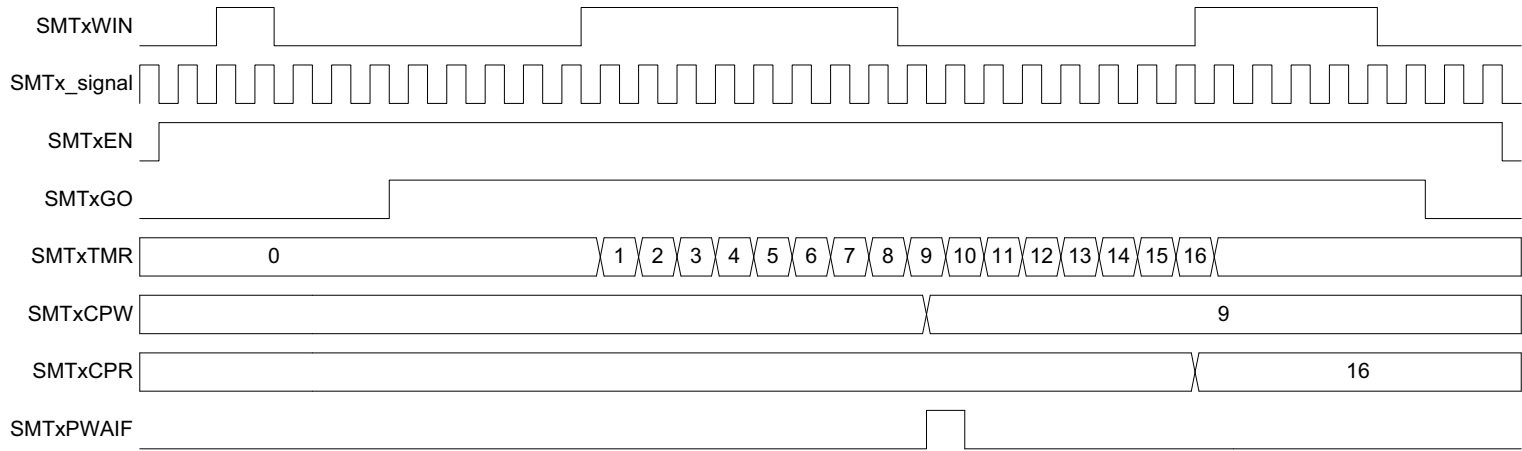 SMTxWIN
SMTx_signal
SMTxEN
SMTxGO
SMTxTMR 0 1 2 3 4 5 6 7 8 9 10 11 12 13 14 15 16
SMTxCPW 9
SMTxCPR 16
SMTxPWAIF